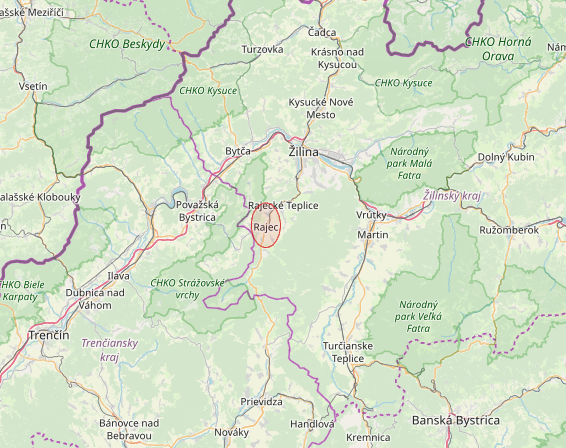 alašské Meziříčí
CHKO Beskydy
Turzovka
Čadca
Krásno nad
Kysucou
CHKO Horná
Orava
Nám
Vsetín
CHKO Kysuce
CHKO Kysuce
Kysucké Nové
Mesto
Bytča
Žilina
Národný
park Malá
Fatra
Dolný Kubín
alašské Klobouky
Považská
Bystrica
Rajecké Teplice
Rajec
Vrútky
Martin
Žilinský kraj
Ružomberok
Ilava
CHKO Biele
Karpaty
Dubnica nad
Váhom
CHKO Strážovské
vrchy
Národný
park Veľká
Fatra
Trenčín
Trenčiansky
kraj
Turčianske
Teplice
Prievidza
Bánovce nad
Bebravou
Nováky
Handlová
Kremnica
Banská Bystrica